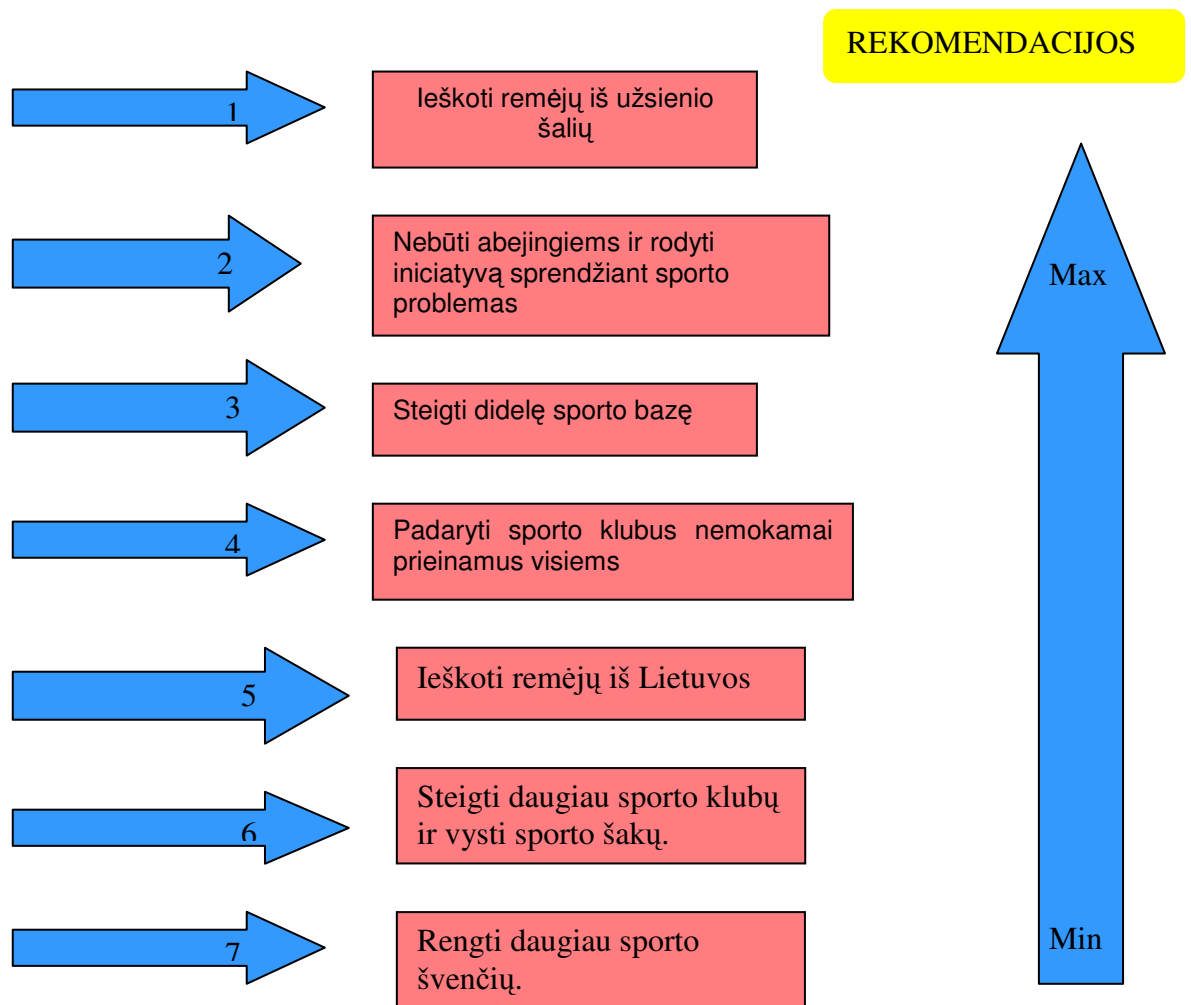 REKOMENDACIJOS
1
Ieškoti remėjų iš užsienio
šalių
2
Nebūti abejingiems ir rodyti
iniciatyvą sprendžiant sporto
problemas
Max
3
Steigti didelę sporto bazę
4
Padaryti sporto klubus nemokamai
prieinamus visiems
5
Ieškoti remėjų iš Lietuvos
6
Steigti daugiau sporto klubų
ir vysti sporto šakų.
7
Rengti daugiau sporto
švenčių.
Min